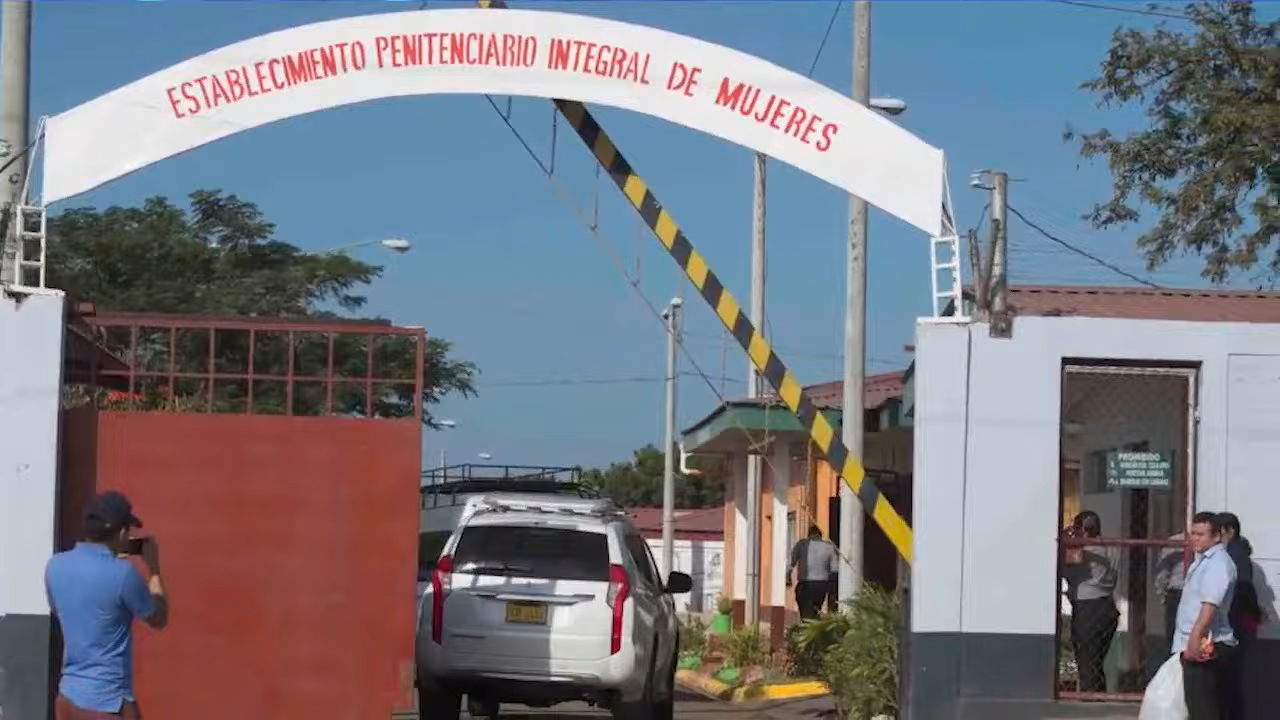 ESTABLECIMIENTO PENITENCIARIO INTEGRAL DE MUJERES
PROHIBIDO